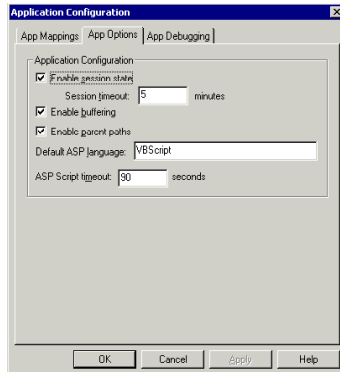 Application Configuration
App Mappings App Options App Debugging
Application Configuration
Enable session state
Session timeout: 5 minutes
Enable buffering
Enable parent paths
Default ASP language: VBScript
ASP Script timeout: 90 seconds
OK Cancel Apply Help